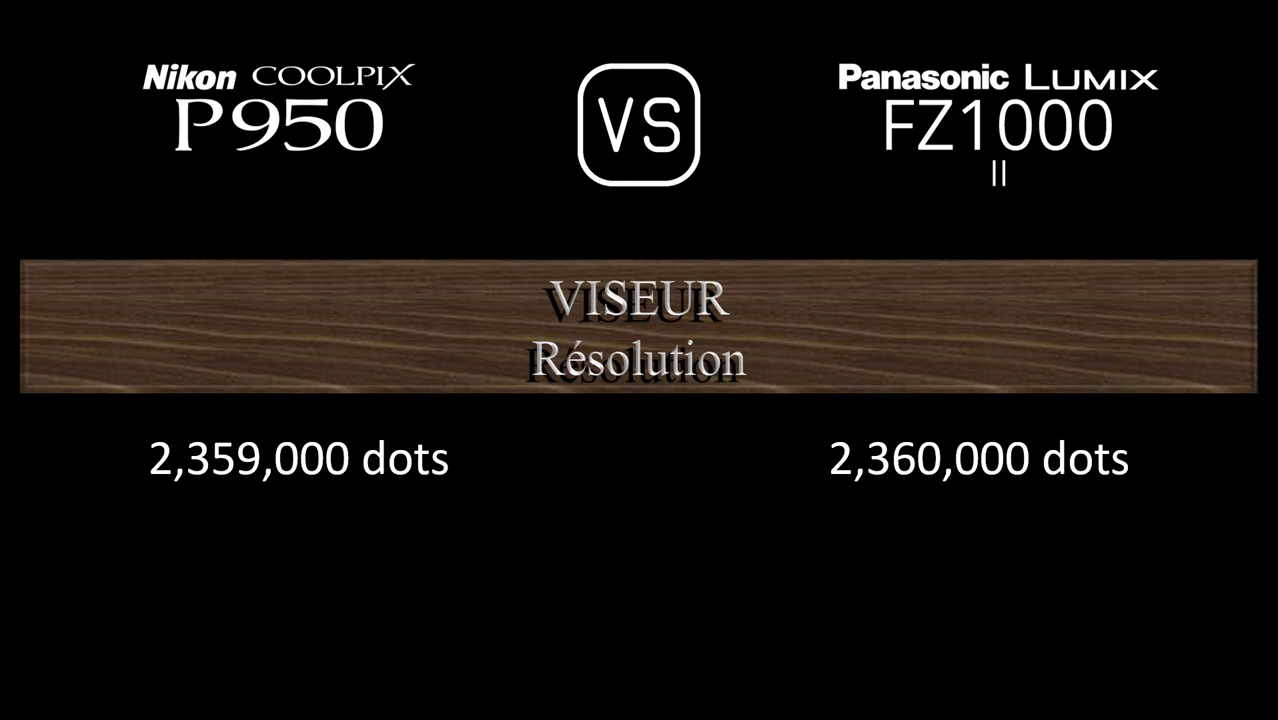 Nikon COOLPIX
P950
VS
Panasonic LUMIX
FZ1000
II
VISEUR
Résolution
2,359,000 dots
2,360,000 dots